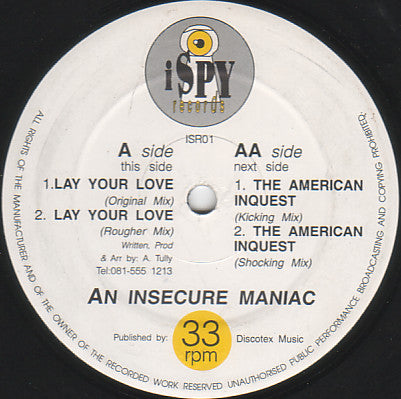 iSPY
records
ISR01
A side
this side
1.LAY YOUR LOVE
(Original Mix)
2. LAY YOUR LOVE
(Rougher Mix)
Written, Prod
& Arr by: A. Tully
Tel:081-555 1213
AA side
next side
1. THE AMERICAN
INQUEST
(Kicking Mix)
2. THE AMERICAN
INQUEST
(Shocking Mix)
AN INSECURE MANIAC
Published by:
33
rpm
Discotex Music
ALL RIGHTS OF THE MANUFACTURER AND OF THE OWNER OF THE RECORDED WORK RESERVED UNAUTHORISED PUBLIC PERFORMANCE BROADCASTING AND COPYING PROHIBITED.